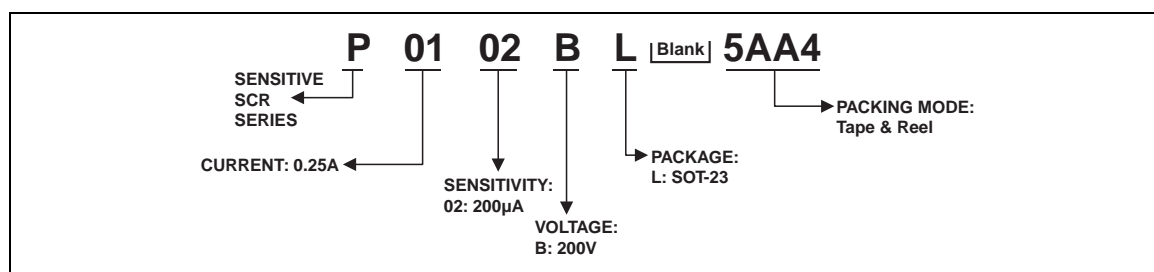 P 01 02 B L Blank 5AA4
SENSITIVE
SCR
SERIES
PACKING MODE:
Tape & Reel
CURRENT: 0.25A
PACKAGE:
L: SOT-23
SENSITIVITY:
02: 200µA
VOLTAGE:
B: 200V